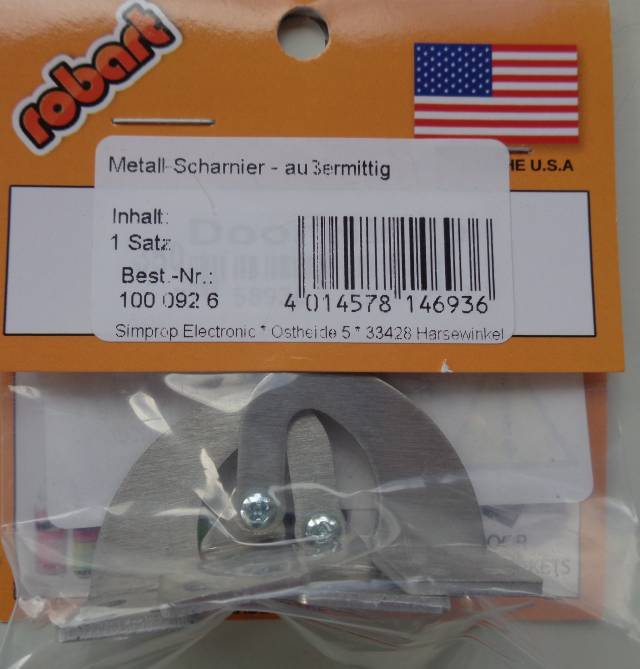 robart
HE U.S.A
Metall-Scharnier - außermittig
Inhalt:
1 Satz
Best.-Nr.:
100 092 6
4 014578 146936
Simprop Electronic * Ostheide 5 * 33428 Harsewinkel